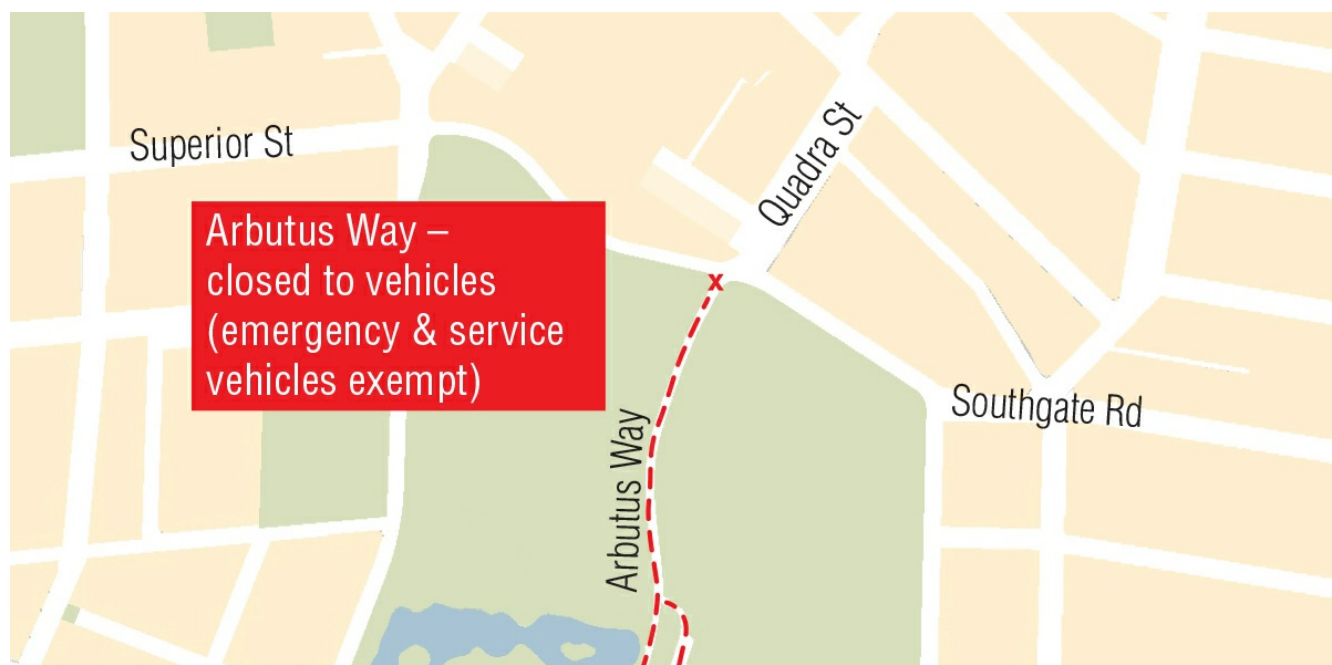 Superior St
Quadra St
Arbutus Way –
closed to vehicles
(emergency & service
vehicles exempt)
x
Southgate Rd
Arbutus Way